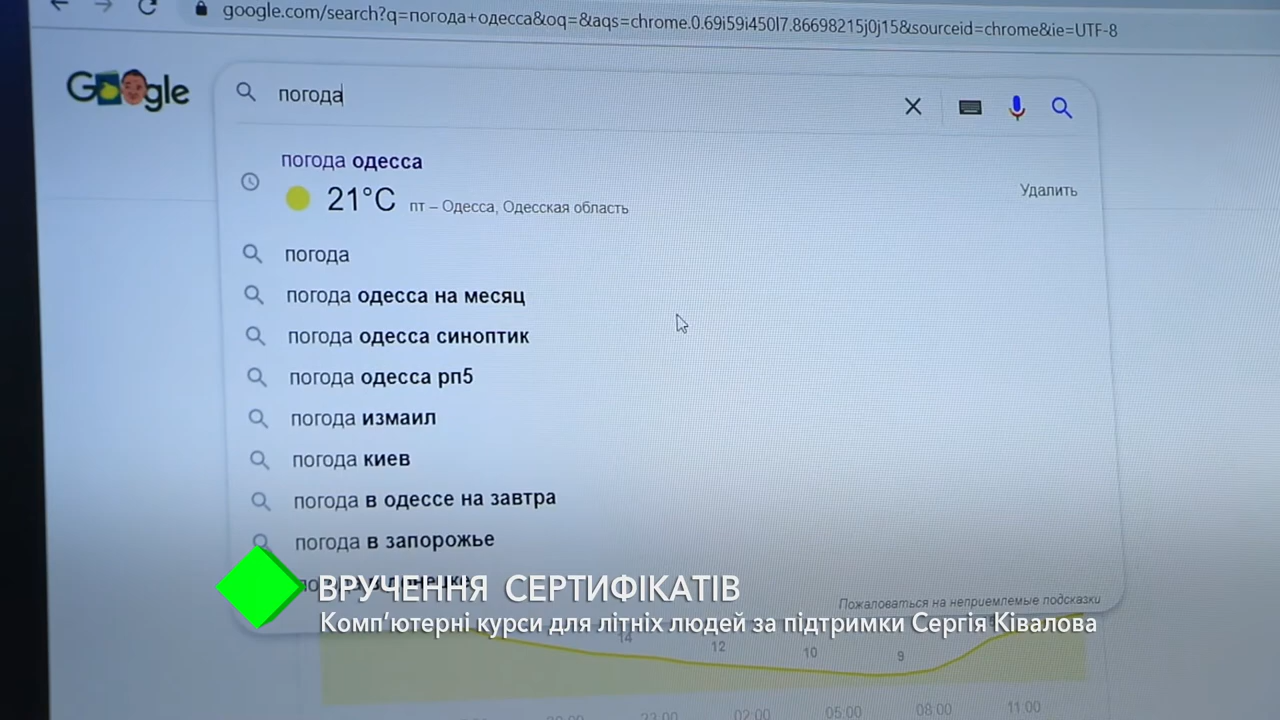 google.com/search?q=погода+одесса&oq=&aqs=chrome.0.69i59i450l7.86698215j0j15&sourceid=chrome&ie=UTF-8
Google
погода
погода одесса
21°C пт – Одесса, Одесская область
Удалить
погода
погода одесса на месяц
погода одесса синоптик
погода одесса рп5
погода измаил
погода киев
погода в одессе на завтра
погода в запорожье
ВРУЧЕННЯ СЕРТИФІКАТІВ
Пожаловаться на неприемлемые подсказки
Комп‘ютерні курси для літніх людей за підтримки Сергія Ківалова
14 12 10 9
02:00 05:00 08:00 11:00